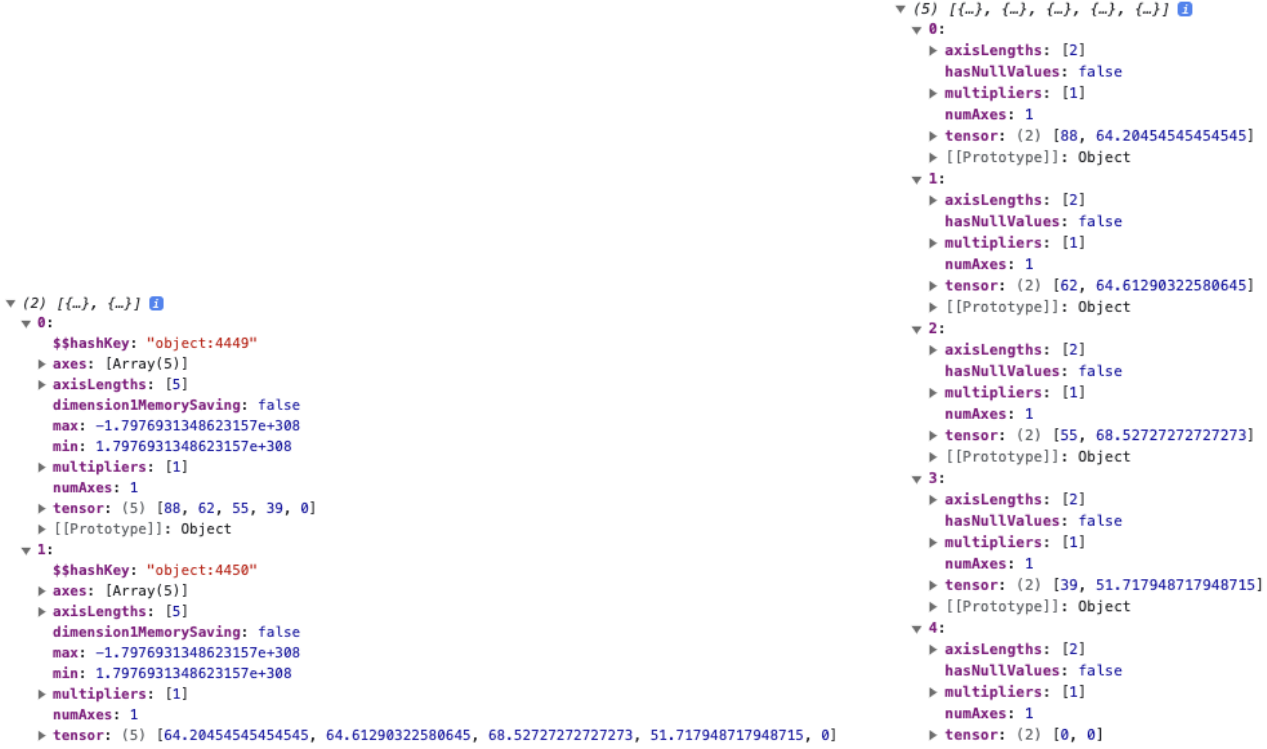 ▼ (2) [{…}, {…}] i
▼ 0:
$$hashKey: "object:4449"
▶ axes: [Array(5)]
▶ axisLengths: [5]
dimension1MemorySaving: false
max: -1.7976931348623157e+308
min: 1.7976931348623157e+308
▶ multipliers: [1]
numAxes: 1
▶ tensor: (5) [88, 62, 55, 39, 0]
▶ [[Prototype]]: Object
▼ 1:
$$hashKey: "object:4450"
▶ axes: [Array(5)]
▶ axisLengths: [5]
dimension1MemorySaving: false
max: -1.7976931348623157e+308
min: 1.7976931348623157e+308
▶ multipliers: [1]
numAxes: 1
▶ tensor: (5) [64.20454545454545, 64.61290322580645, 68.52727272727273, 51.717948717948715, 0]
▼ (5) [{…}, {…}, {…}, {…}, {…}] i
▼ 0:
▶ axisLengths: [2]
hasNullValues: false
▶ multipliers: [1]
numAxes: 1
▶ tensor: (2) [88, 64.20454545454545]
▶ [[Prototype]]: Object
▼ 1:
▶ axisLengths: [2]
hasNullValues: false
▶ multipliers: [1]
numAxes: 1
▶ tensor: (2) [62, 64.61290322580645]
▶ [[Prototype]]: Object
▼ 2:
▶ axisLengths: [2]
hasNullValues: false
▶ multipliers: [1]
numAxes: 1
▶ tensor: (2) [55, 68.52727272727273]
▶ [[Prototype]]: Object
▼ 3:
▶ axisLengths: [2]
hasNullValues: false
▶ multipliers: [1]
numAxes: 1
▶ tensor: (2) [39, 51.717948717948715]
▶ [[Prototype]]: Object
▼ 4:
▶ axisLengths: [2]
hasNullValues: false
▶ multipliers: [1]
numAxes: 1
▶ tensor: (2) [0, 0]